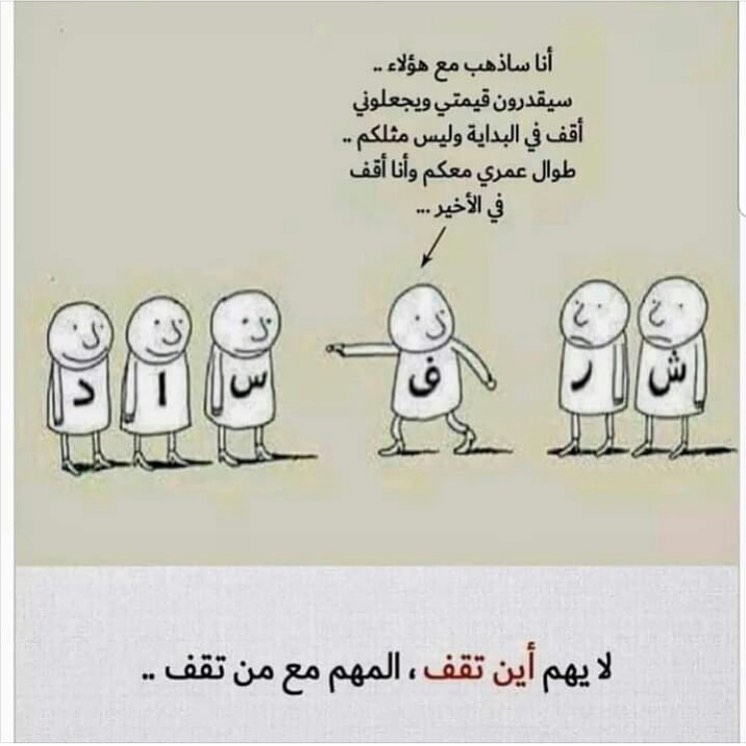 أنا ساذهب مع هؤلاء ..
سيقدرون قيمتي ويجعلوني
أقف في البداية وليس مثلكم ..
طوال عمري معكم وأنا أقف
في الأخير ...
ش ر ف س ا د
لا يهم أين تقف ، المهم مع من تقف ..